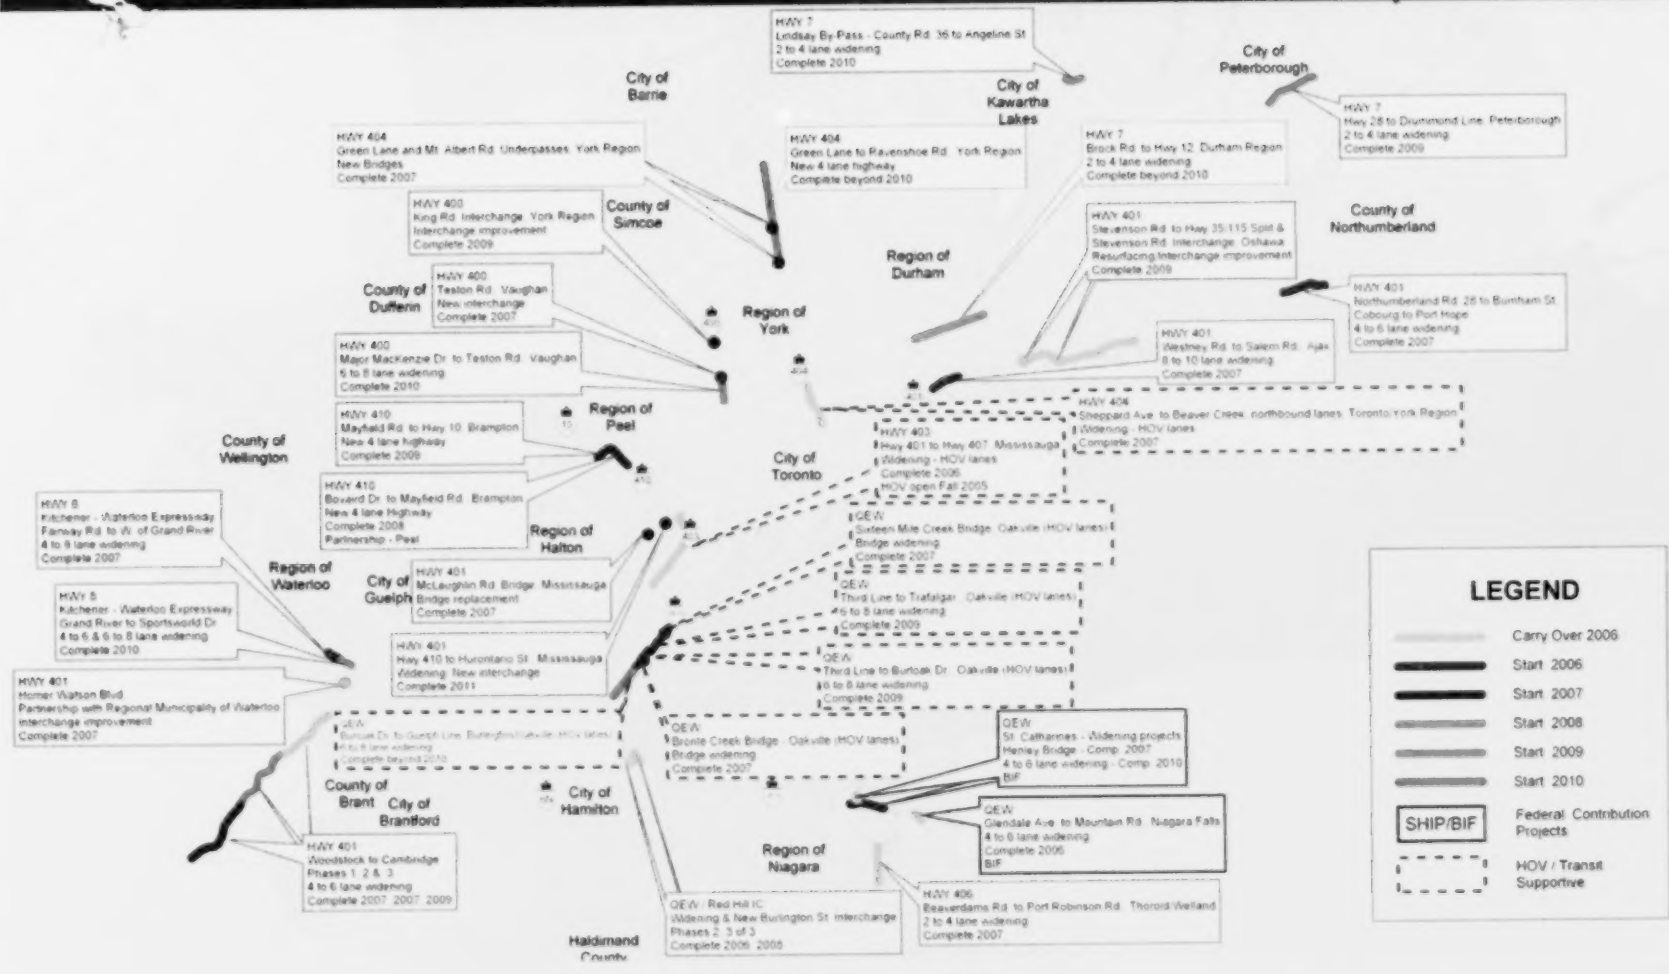 HWY 7
Lindsay By-Pass - County Rd. 36 to Angeline St.
2 to 4 lane widening
Complete 2010
City of
Peterborough
City of
Barrie
City of
Kawartha
Lakes
HWY 7
Hwy 28 to Drummond Line, Peterborough
2 to 4 lane widening
Complete 2009
HWY 404
Green Lane and Mt. Albert Rd. Underpasses, York Region
New Bridges
Complete 2007
HWY 404
Green Lane to Ravenshoe Rd. York Region
New 4 lane highway
Complete beyond 2010
HWY 7
Brock Rd. to Hwy 12, Durham Region
2 to 4 lane widening
Complete beyond 2010
HWY 400
King Rd. Interchange, York Region
Interchange improvement
Complete 2009
County of
Simcoe
HWY 401
Stevenson Rd. to Hwy 35/115 Split &
Stevenson Rd. Interchange, Oshawa
Resurfacing/Interchange improvement
Complete 2009
County of
Northumberland
Region of
Durham
County of
Dufferin
HWY 400
Teston Rd. Vaughan
New interchange
Complete 2007
Region of
York
HWY 401
Northumberland Rd. 28 to Burnham St.
Cobourg to Port Hope
4 to 6 lane widening
Complete 2007
HWY 400
Major MacKenzie Dr. to Teston Rd. Vaughan
6 to 8 lane widening
Complete 2010
404
HWY 401
Westney Rd. to Salem Rd. Ajax
8 to 10 lane widening
Complete 2007
401
HWY 410
Mayfield Rd. to Hwy 10, Brampton
New 4 lane highway
Complete 2009
10
Region of
Peel
HWY 404
Sheppard Ave. to Beaver Creek, northbound lanes, Toronto/York Region
Widening - HOV lanes
Complete 2007
HWY 403
Hwy 401 to Hwy 407, Mississauga
Widening - HOV lanes
Complete 2006
HOV open Fall 2005
County of
Wellington
City of
Toronto
410
HWY 410
Bovaird Dr. to Mayfield Rd. Brampton
New 4 lane Highway
Complete 2008
Partnership - Peel
HWY 8
Kitchener - Waterloo Expressway
Fairway Rd. to W. of Grand River
4 to 8 lane widening
Complete 2007
QEW
Sixteen Mile Creek Bridge, Oakville (HOV lanes)
Bridge widening
Complete 2007
Region of
Halton
403
Region of
Waterloo
City of
Guelph
HWY 401
McLaughlin Rd. Bridge, Mississauga
Bridge replacement
Complete 2007
QEW
Third Line to Trafalgar, Oakville (HOV lanes)
6 to 8 lane widening
Complete 2009
HWY 8
Kitchener - Waterloo Expressway
Grand River to Sportsworld Dr.
4 to 6 & 6 to 8 lane widening
Complete 2010
HWY 401
Hwy 410 to Hurontario St. Mississauga
Widening, New interchange
Complete 2011
QEW
Third Line to Burloak Dr. Oakville (HOV lanes)
6 to 8 lane widening
Complete 2009
HWY 401
Homer Watson Blvd
Partnership with Regional Municipality of Waterloo
Interchange improvement
Complete 2007
QEW
Burloak Dr. to Guelph Line, Burlington/Oakville (HOV lanes)
6 to 8 lane widening
Complete beyond 2010
QEW
Bronte Creek Bridge - Oakville (HOV lanes)
Bridge widening
Complete 2007
QEW
St. Catharines - Widening projects
Henley Bridge - Comp. 2007
4 to 6 lane widening - Comp. 2010
BIF
County of
Brant
City of
Brantford
City of
Hamilton
QEW
Glendale Ave. to Mountain Rd. Niagara Falls
4 to 6 lane widening
Complete 2006
BIF
HWY 401
Woodstock to Cambridge
Phases 1, 2 & 3
4 to 6 lane widening
Complete 2007, 2007, 2009
Region of
Niagara
QEW / Red Hill IC
Widening & New Burlington St. interchange
Phases 2, 3 of 3
Complete 2006, 2008
HWY 406
Beaverdams Rd. to Port Robinson Rd. Thorold/Welland
2 to 4 lane widening
Complete 2007
Haldimand
County
LEGEND
Carry Over 2006
Start 2006
Start 2007
Start 2008
Start 2009
Start 2010
SHIP/BIF
Federal Contribution
Projects
HOV / Transit
Supportive